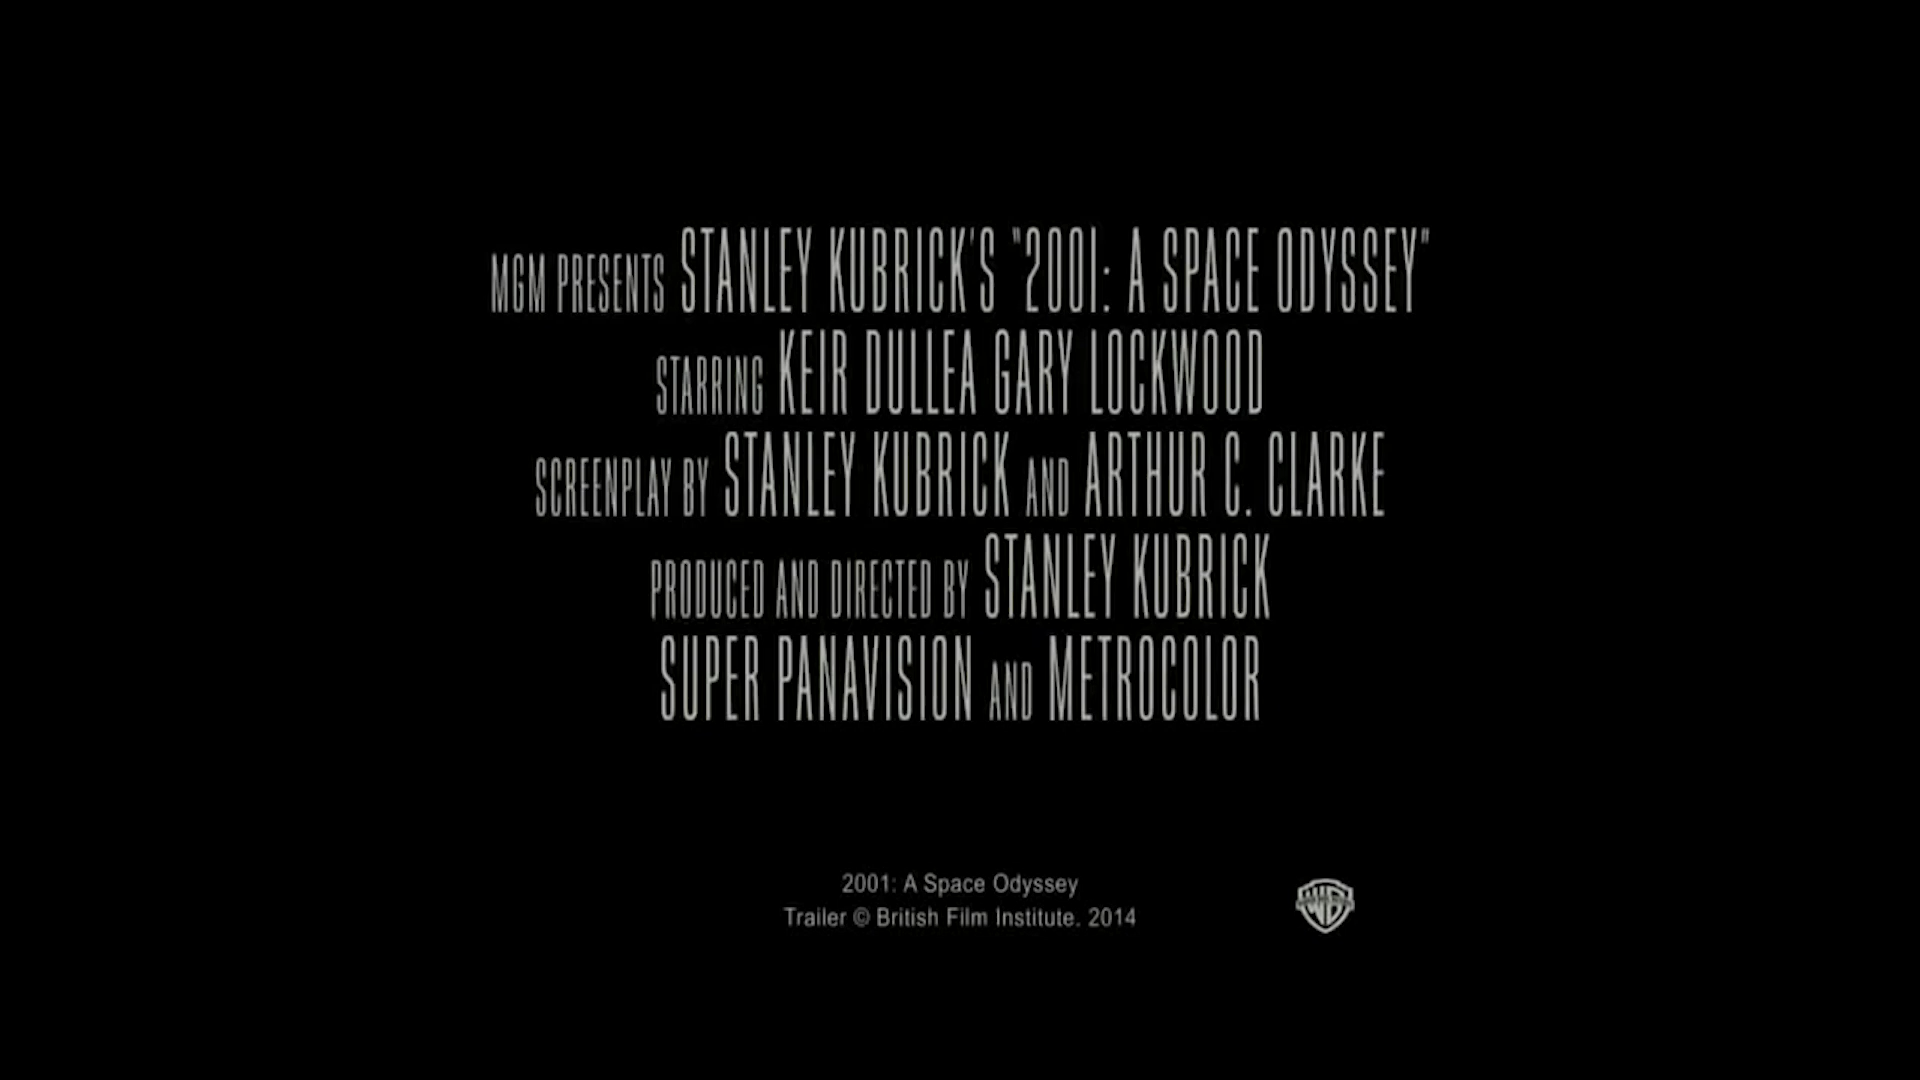 MGM PRESENTS STANLEY KUBRICK'S "2001: A SPACE ODYSSEY"
STARRING KEIR DULLEA GARY LOCKWOOD
SCREENPLAY BY STANLEY KUBRICK AND ARTHUR C. CLARKE
PRODUCED AND DIRECTED BY STANLEY KUBRICK
SUPER PANAVISION AND METROCOLOR
2001: A Space Odyssey
Trailer © British Film Institute. 2014
WB